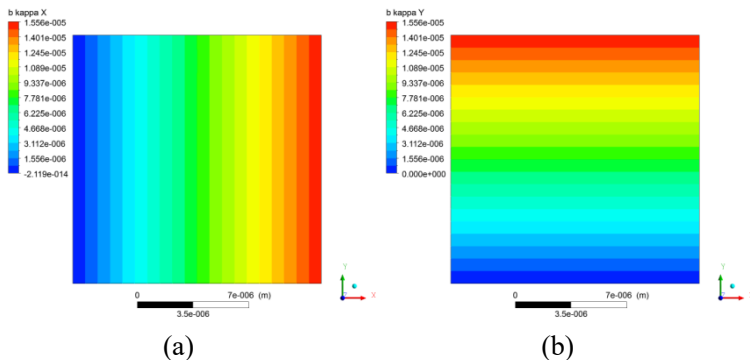 b kappa X
1.556e-005
1.401e-005
1.245e-005
1.089e-005
9.337e-006
7.781e-006
6.225e-006
4.668e-006
3.112e-006
1.556e-006
-2.119e-014
0 7e-006 (m)
3.5e-006
Y
X
(a)
b kappa Y
1.556e-005
1.401e-005
1.245e-005
1.089e-005
9.337e-006
7.781e-006
6.225e-006
4.668e-006
3.112e-006
1.556e-006
0.000e+000
0 7e-006 (m)
3.5e-006
Y
(b)